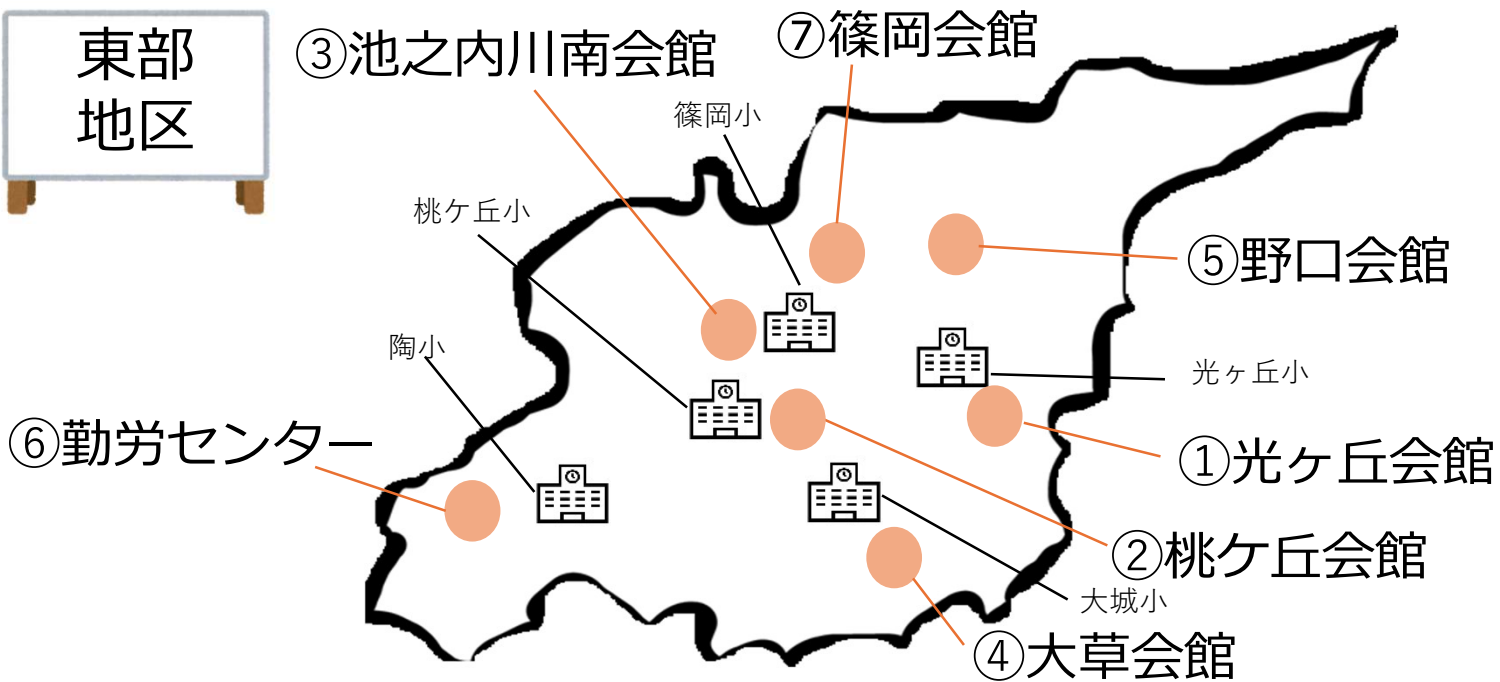 東部
地区
③池之内川南会館
⑦篠岡会館
篠岡小
桃ケ丘小
⑤野口会館
陶小
光ヶ丘小
⑥勤労センター
①光ヶ丘会館
②桃ケ丘会館
大城小
④大草会館